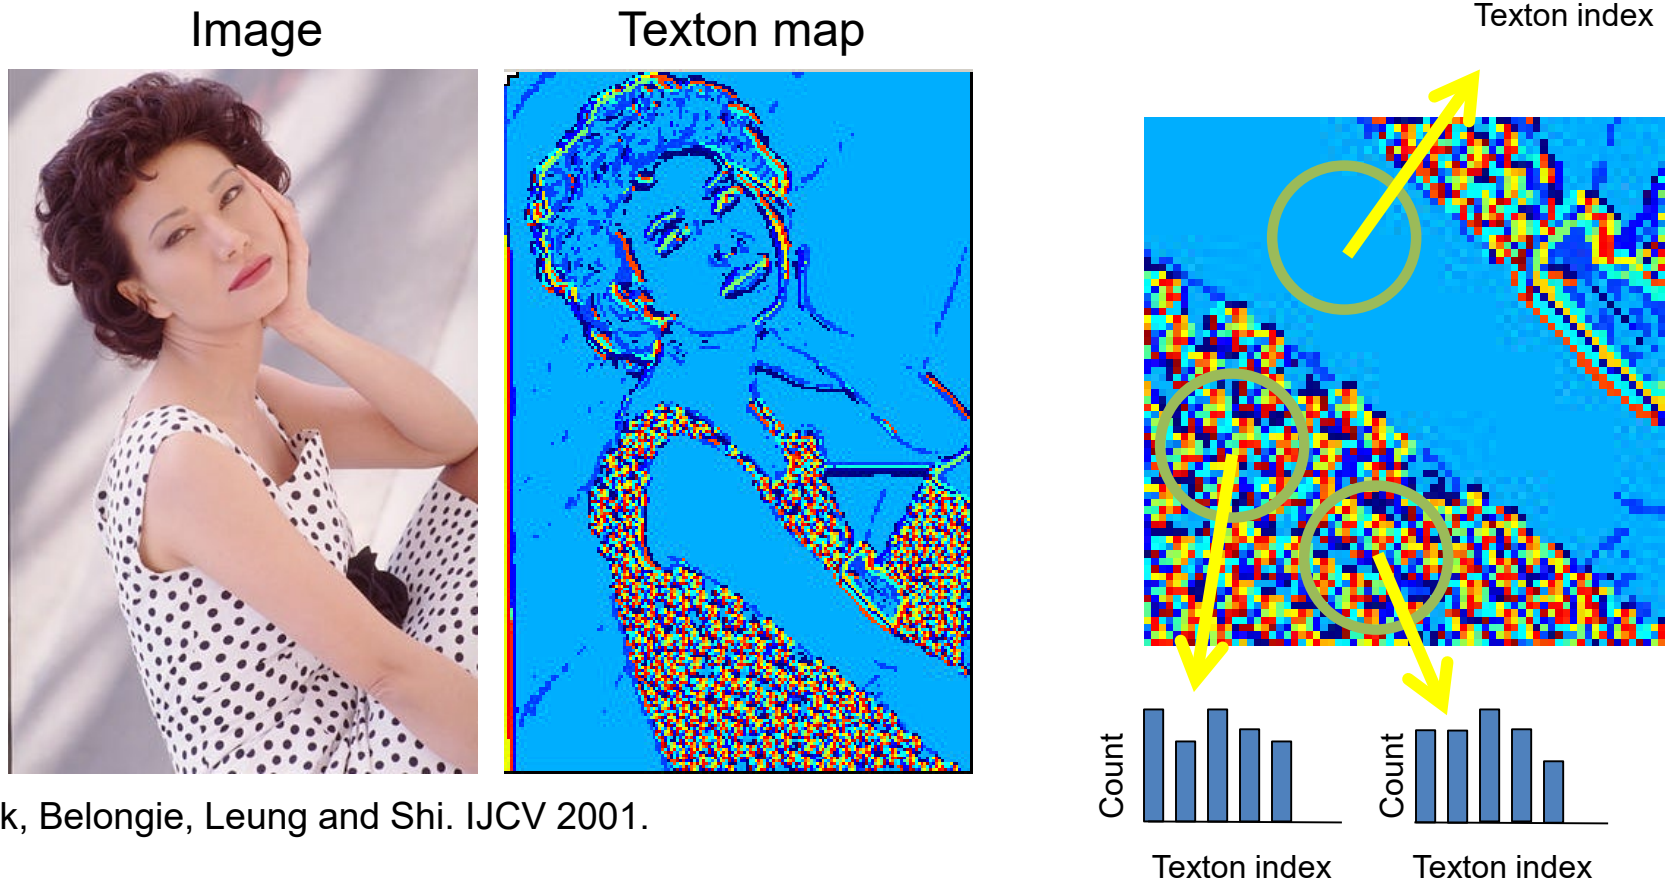 Image
Texton map
Texton index
Count
Count
k, Belongie, Leung and Shi. IJCV 2001.
Texton index
Texton index